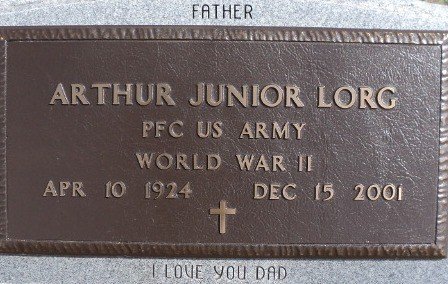 FATHER
ARTHUR JUNIOR LORG
PFC US ARMY
WORLD WAR II
APR 10 1924 DEC 15 2001
I LOVE YOU DAD